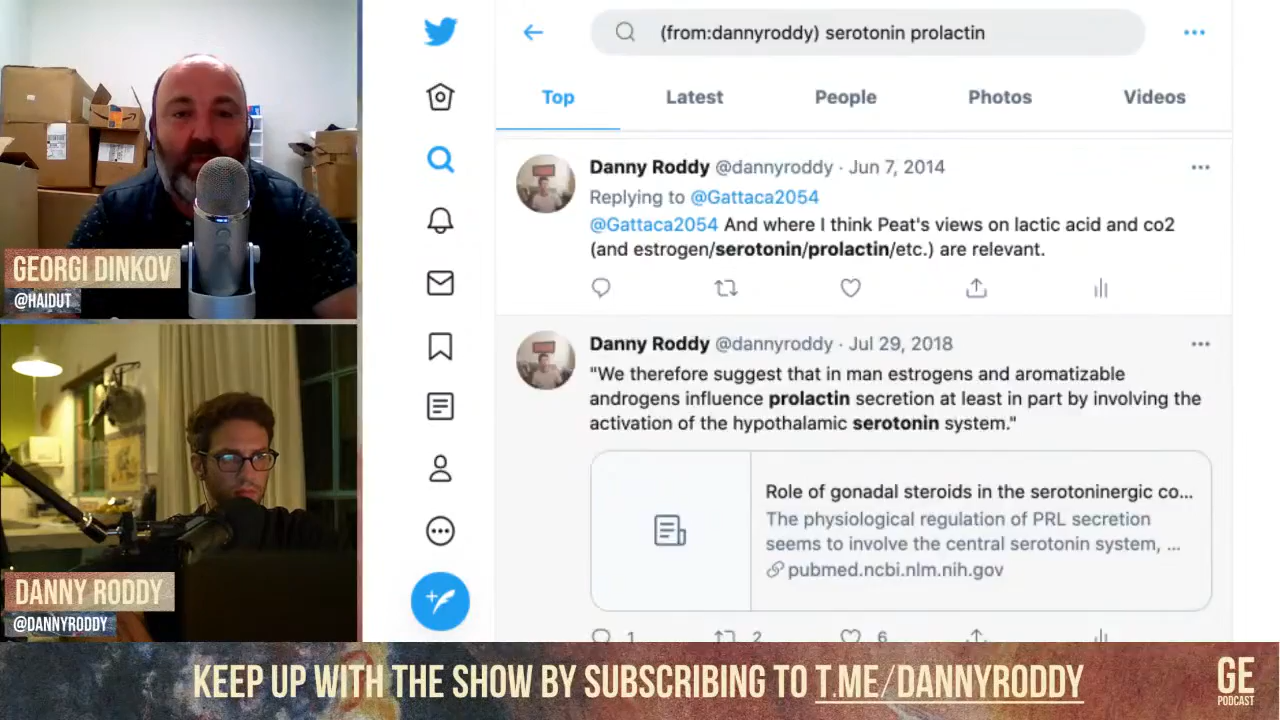 GEORGI DINKOV
@HAIDUT
DANNY RODDY
@DANNYRODDY
(from:dannyroddy) serotonin prolactin
Top Latest People Photos Videos
Danny Roddy @dannyroddy · Jun 7, 2014
Replying to @Gattaca2054
@Gattaca2054 And where I think Peat's views on lactic acid and co2
(and estrogen/serotonin/prolactin/etc.) are relevant.
Danny Roddy @dannyroddy · Jul 29, 2018
"We therefore suggest that in man estrogens and aromatizable
androgens influence prolactin secretion at least in part by involving the
activation of the hypothalamic serotonin system."
Role of gonadal steroids in the serotoninergic co...
The physiological regulation of PRL secretion
seems to involve the central serotonin system, ...
pubmed.ncbi.nlm.nih.gov
1 2 6
KEEP UP WITH THE SHOW BY SUBSCRIBING TO T.ME/DANNYRODDY
GE
PODCAST